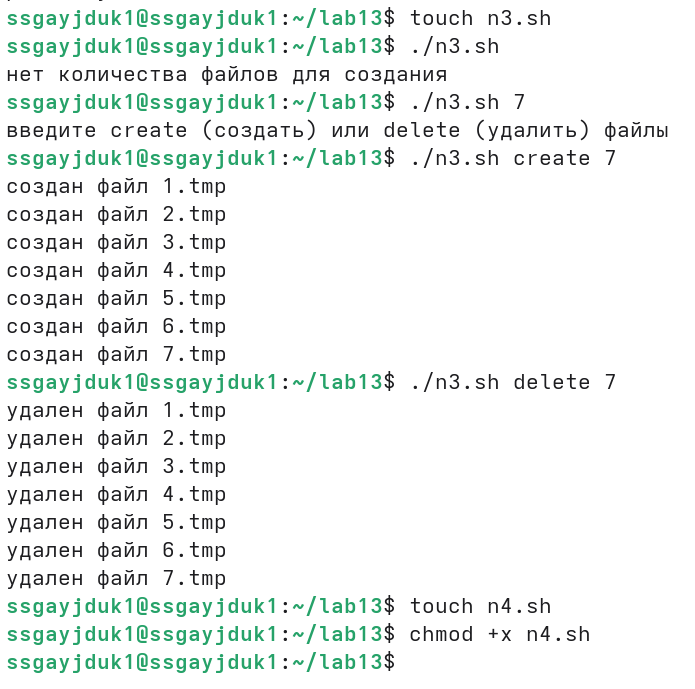 ssgayjduk1@ssgayjduk1:~/lab13$ touch n3.sh
ssgayjduk1@ssgayjduk1:~/lab13$ ./n3.sh
нет количества файлов для создания
ssgayjduk1@ssgayjduk1:~/lab13$ ./n3.sh 7
введите create (создать) или delete (удалить) файлы
ssgayjduk1@ssgayjduk1:~/lab13$ ./n3.sh create 7
создан файл 1.tmp
создан файл 2.tmp
создан файл 3.tmp
создан файл 4.tmp
создан файл 5.tmp
создан файл 6.tmp
создан файл 7.tmp
ssgayjduk1@ssgayjduk1:~/lab13$ ./n3.sh delete 7
удален файл 1.tmp
удален файл 2.tmp
удален файл 3.tmp
удален файл 4.tmp
удален файл 5.tmp
удален файл 6.tmp
удален файл 7.tmp
ssgayjduk1@ssgayjduk1:~/lab13$ touch n4.sh
ssgayjduk1@ssgayjduk1:~/lab13$ chmod +x n4.sh
ssgayjduk1@ssgayjduk1:~/lab13$